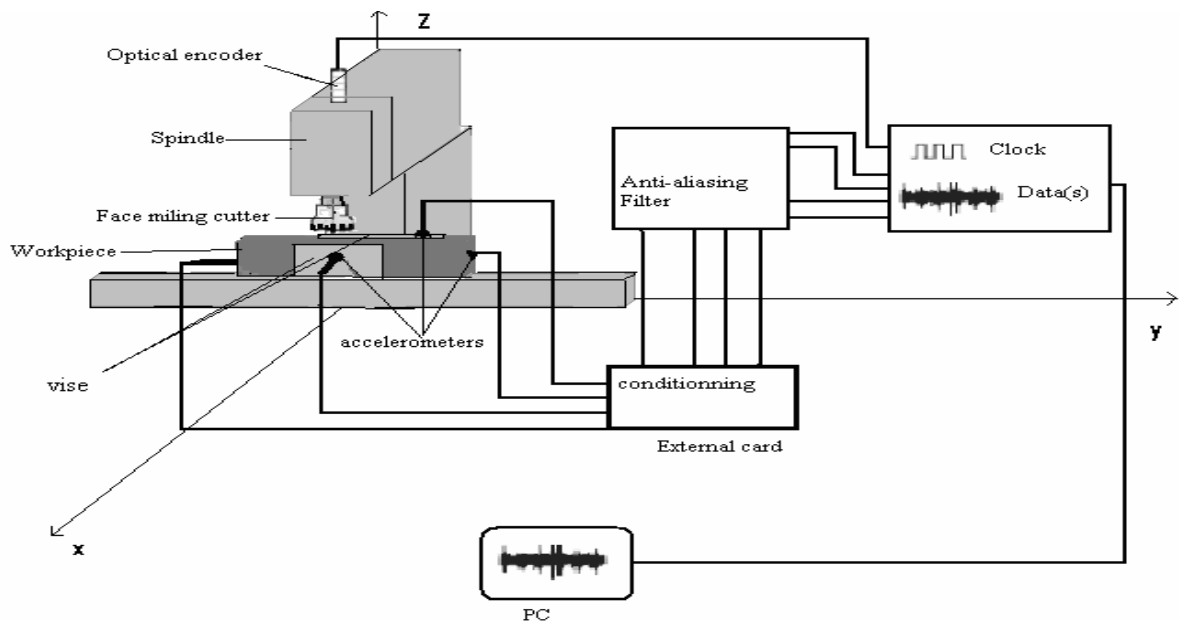 Z
Optical encoder
Spindle
Clock
Anti-aliasing
Filter
Data(s)
Face miling cutter
Workpiece
y
accelerometers
vise
conditionning
External card
x
PC